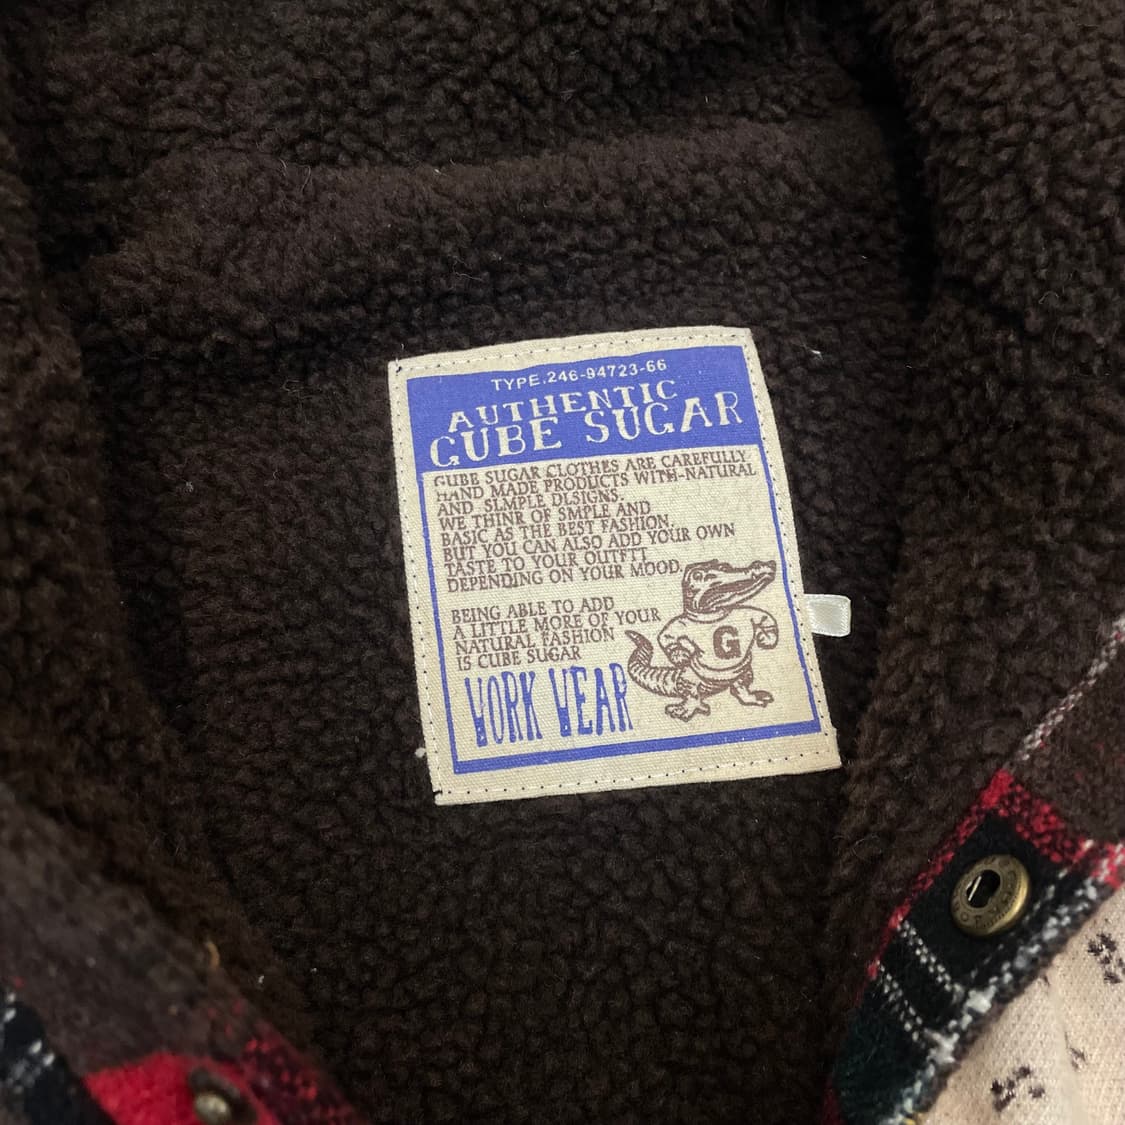 TYPE.246-94723-66
AUTHENTIC
CUBE SUGAR
GUBE SUGAR CLOTHES ARE CAREFULLY
HAND MADE PRODUCTS WITH-NATURAL
AND SLMPLE DLSIGNS.
WE THINK OF SMPLE AND
BASIC AS THE BEST FASHION,
BUT YOU CAN ALSO ADD YOUR OWN
TASTE TO YOUR OUTFTT
DEPENDING ON YOUR MOOD.
BEING ABLE TO ADD
A LITTLE MORE OF YOUR
NATURAL FASHION
IS CUBE SUGAR
WORK WEAR
G